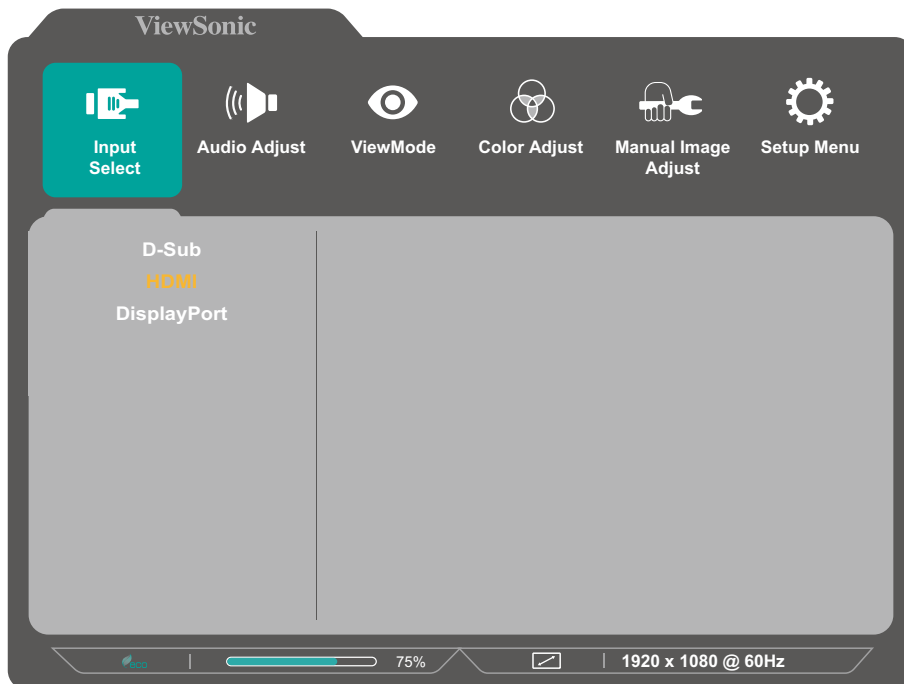 ViewSonic
Input
Select
Audio Adjust
ViewMode
Color Adjust
Manual Image
Adjust
Setup Menu
D-Sub
HDMI
DisplayPort
eco
75%
1920 x 1080 @ 60Hz